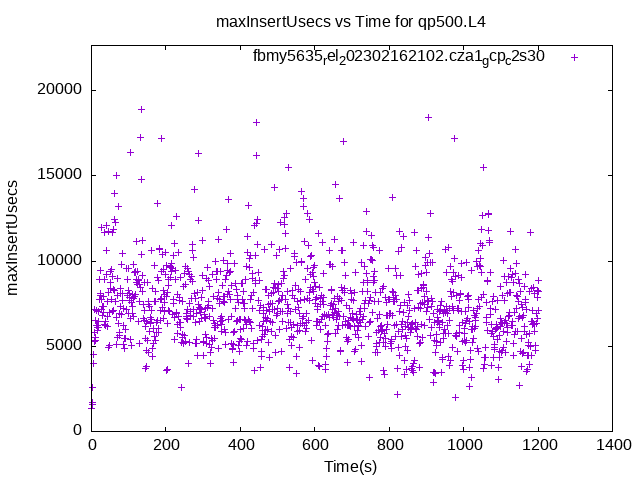 maxInsertUsecs vs Time for qp500.L4
fbmy5635rel202302162102.cza1gcpc2s30
20000
15000
10000
5000
0
maxInsertUsecs
0 200 400 600 800 1000 1200 1400
Time(s)